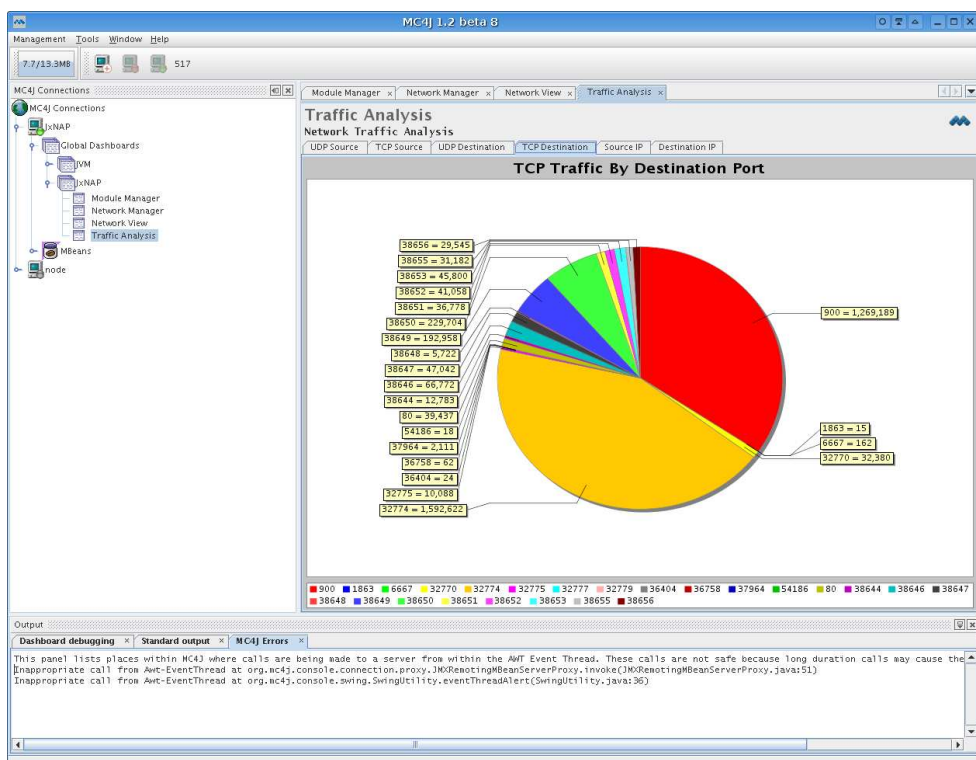 MC4J 1.2 beta 8
Management Tools Window Help
7.7/13.3MB 517
MC4J Connections
MC4J Connections
JxNAP
Global Dashboards
JVM
JxNAP
Module Manager
Network Manager
Network View
Traffic Analysis
MBeans
node
Module Manager × Network Manager × Network View × Traffic Analysis ×
Traffic Analysis
Network Traffic Analysis
UDP Source TCP Source UDP Destination TCP Destination Source IP Destination IP
TCP Traffic By Destination Port
38656 = 29,545
38655 = 31,182
38653 = 45,800
38652 = 41,058
38651 = 36,778
38650 = 229,704
38649 = 192,958
38648 = 5,722
38647 = 47,042
38646 = 66,772
38644 = 12,783
80 = 39,437
54186 = 18
37964 = 2,111
36758 = 62
36404 = 24
32775 = 10,088
32774 = 1,592,622
900 = 1,269,189
1863 = 15
6667 = 162
32770 = 32,380
900 1863 6667 32770 32774 32775 32777 32779 36404 36758 37964 54186 80 38644 38646 38647
38648 38649 38650 38651 38652 38653 38655 38656
Output
Dashboard debugging × Standard output × MC4J Errors ×
This panel lists places within MC4J where calls are being made to a server from within the AWT Event Thread. These calls are not safe because long duration calls may cause the
Inappropriate call from Awt-EventThread at org.mc4j.console.connection.proxy.JMXRemotingMBeanServerProxy.invoke(JMXRemotingMBeanServerProxy.java:51)
Inappropriate call from Awt-EventThread at org.mc4j.console.swing.SwingUtility.eventThreadAlert(SwingUtility.java:36)